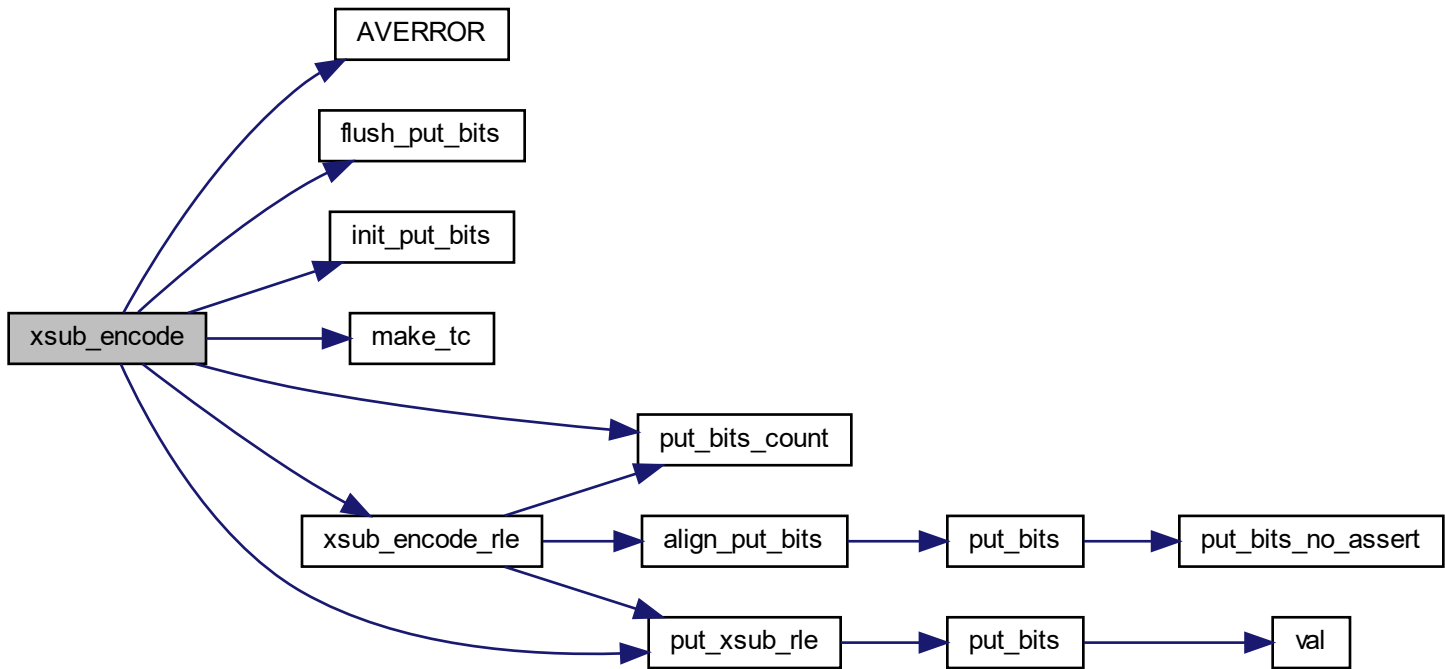 AVERROR
flush_put_bits
init_put_bits
xsub_encode
make_tc
put_bits_count
xsub_encode_rle
align_put_bits
put_bits
put_bits_no_assert
put_xsub_rle
put_bits
val